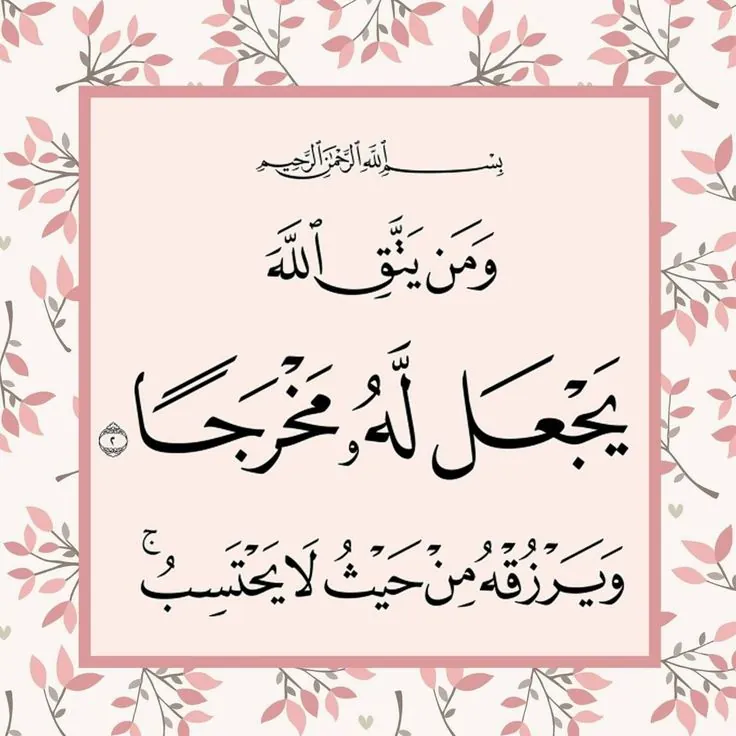 بِسْمِ ٱللَّهِ ٱلرَّحْمَٰنِ ٱلرَّحِيمِ
وَمَن يَتَّقِ ٱللَّهَ
يَجْعَل لَّهُۥ مَخْرَجًا ٢
وَيَرْزُقْهُ مِنْ حَيْثُ لَا يَحْتَسِبُ ۚ